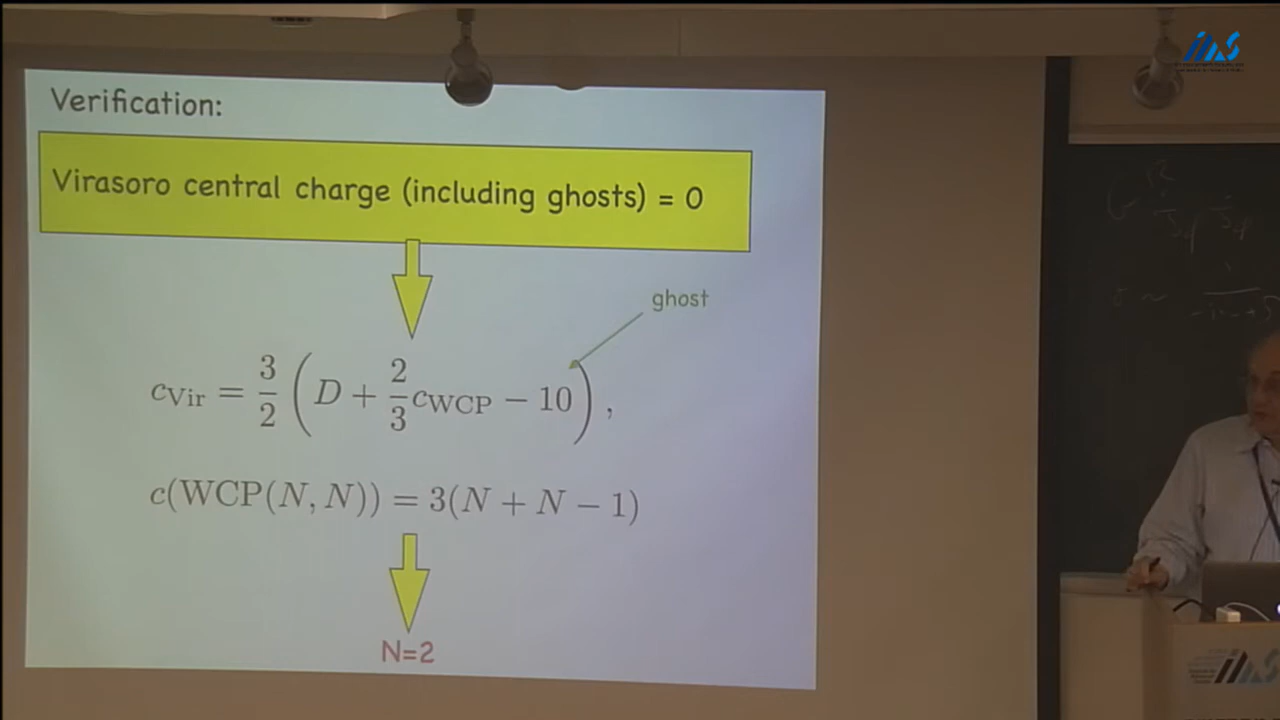 Verification:
Virasoro central charge (including ghosts) = 0
ghost
c_Vir = 3/2 ( D + 2/3 c_WCP − 10 ) ,
c(WCP(N, N)) = 3(N + N − 1)
N=2